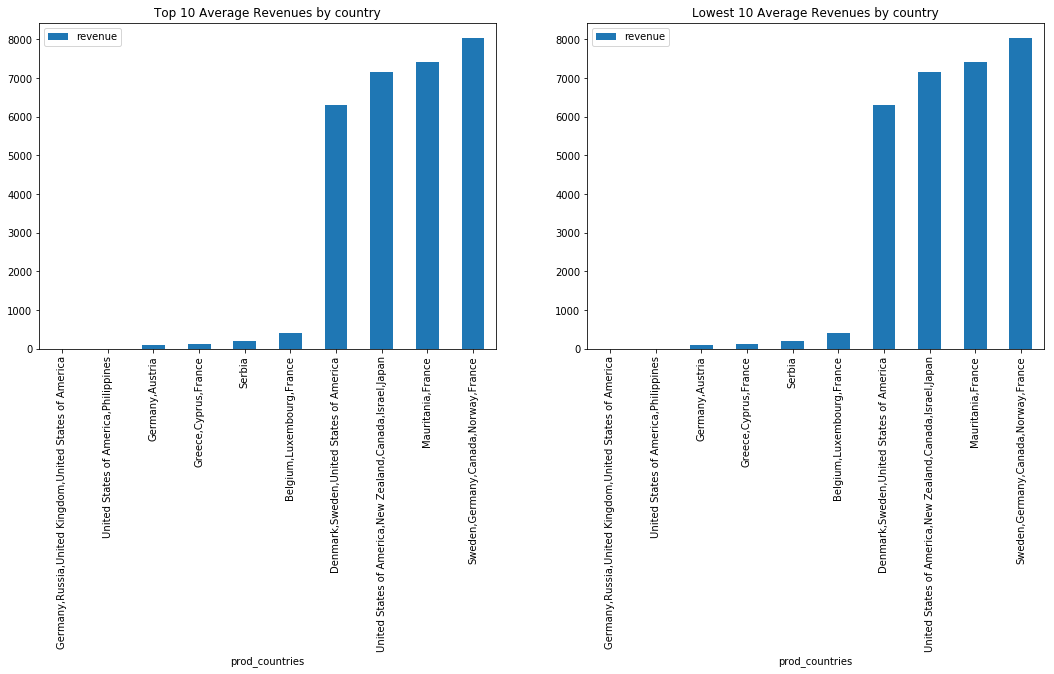 Top 10 Average Revenues by country
revenue
8000
7000
6000
5000
4000
3000
2000
1000
0
Germany,Russia,United Kingdom,United States of America
United States of America,Philippines
Germany,Austria
Greece,Cyprus,France
Serbia
Belgium,Luxembourg,France
Denmark,Sweden,United States of America
United States of America,New Zealand,Canada,Israel,Japan
Mauritania,France
Sweden,Germany,Canada,Norway,France
prod_countries
Lowest 10 Average Revenues by country
revenue
8000
7000
6000
5000
4000
3000
2000
1000
0
Germany,Russia,United Kingdom,United States of America
United States of America,Philippines
Germany,Austria
Greece,Cyprus,France
Serbia
Belgium,Luxembourg,France
Denmark,Sweden,United States of America
United States of America,New Zealand,Canada,Israel,Japan
Mauritania,France
Sweden,Germany,Canada,Norway,France
prod_countries